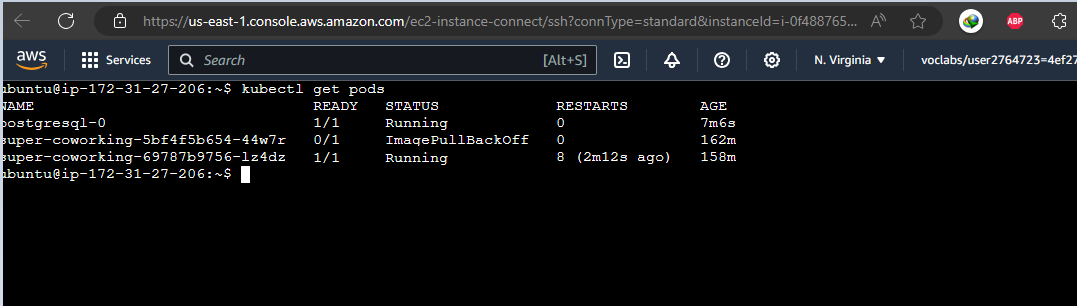 https://us-east-1.console.aws.amazon.com/ec2-instance-connect/ssh?connType=standard&instanceId=i-0f488765... A ABP
aws Services Search [Alt+S] N. Virginia voclabs/user2764723=4ef27
ubuntu@ip-172-31-27-206:~$ kubectl get pods
NAME READY STATUS RESTARTS AGE
postgresql-0 1/1 Running 0 7m6s
super-coworking-5bf4f5b654-44w7r 0/1 ImagePullBackOff 0 162m
super-coworking-69787b9756-lz4dz 1/1 Running 8 (2m12s ago) 158m
ubuntu@ip-172-31-27-206:~$